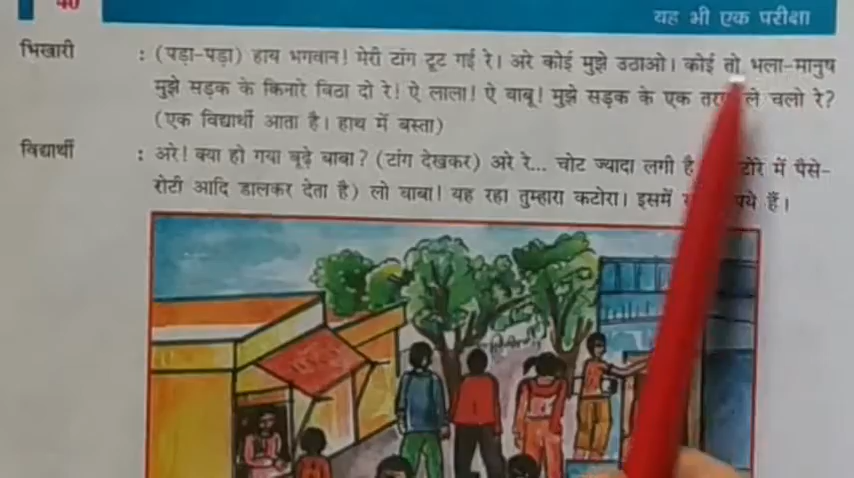 40
यह भी एक परीक्षा
भिखारी : (पड़ा-पड़ा) हाय भगवान! मेरी टांग टूट गई रे। अरे कोई मुझे उठाओ। कोई तो भला-मानुष
मुझे सड़क के किनारे बिठा दो रे! ऐ लाला! ऐ बाबू! मुझे सड़क के एक ले चलो रे?
(एक विद्यार्थी आता है। हाथ में बस्ता)
विद्यार्थी : अरे! क्या हो गया बूढ़े बाबा? (टांग देखकर) अरे रे... चोट ज्यादा लगी है में पैसे-
रोटी आदि डालकर देता है) लो बाबा! यह रहा तुम्हारा कटोरा। इसमें हैं।